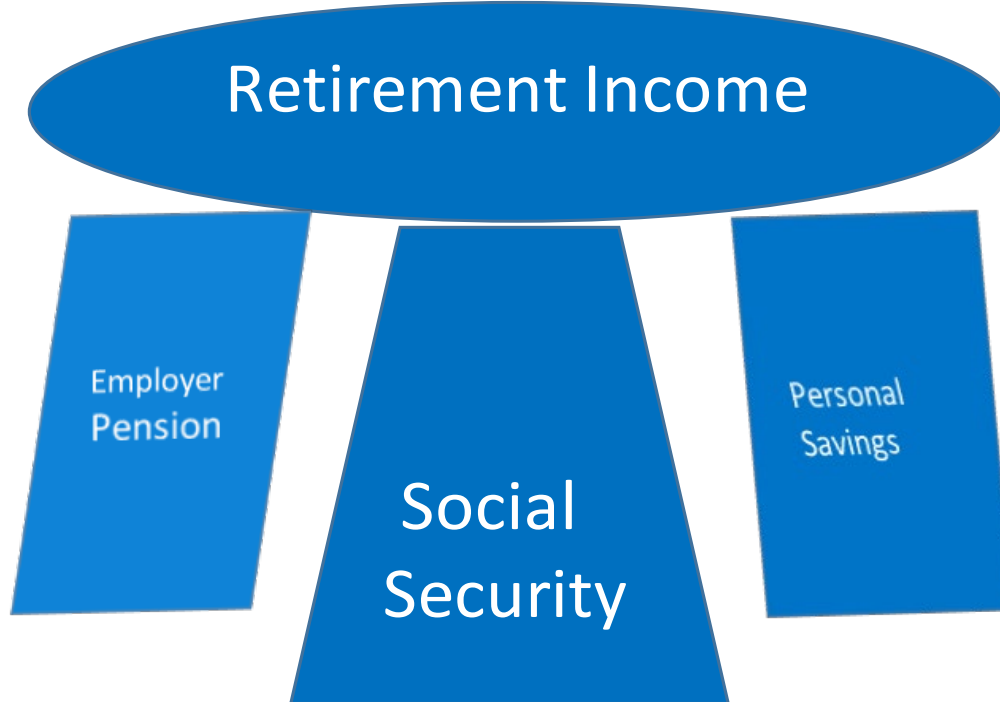 Retirement Income
Employer
Pension
Social
Security
Personal
Savings